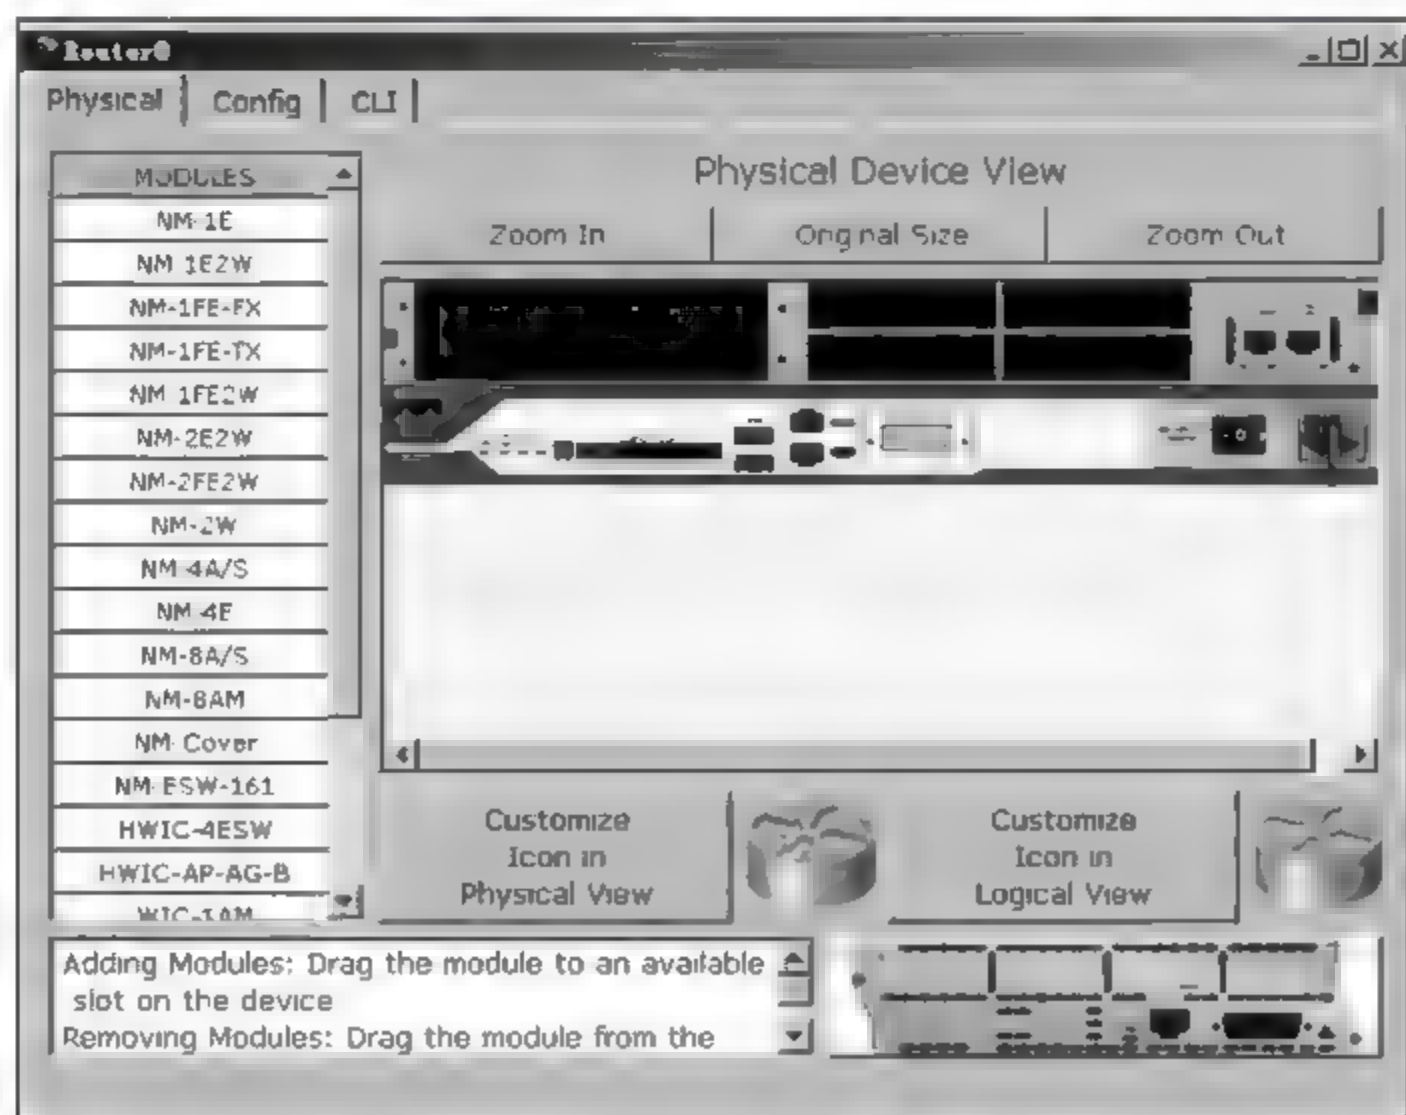 Router0
Physical
Config
CLI
MODULES
NM-1E
NM-1E2W
NM-1FE-FX
NM-1FE-TX
NM-1FE2W
NM-2E2W
NM-2FE2W
NM-2W
NM-4A/S
NM-4E
NM-8A/S
NM-8AM
NM-Cover
NM-ESW-161
HWIC-4ESW
HWIC-AP-AG-B
WIC-1AM
Physical Device View
Zoom In
Original Size
Zoom Out
Customize
Icon in
Physical View
Customize
Icon in
Logical View
Adding Modules: Drag the module to an available
slot on the device
Removing Modules: Drag the module from the